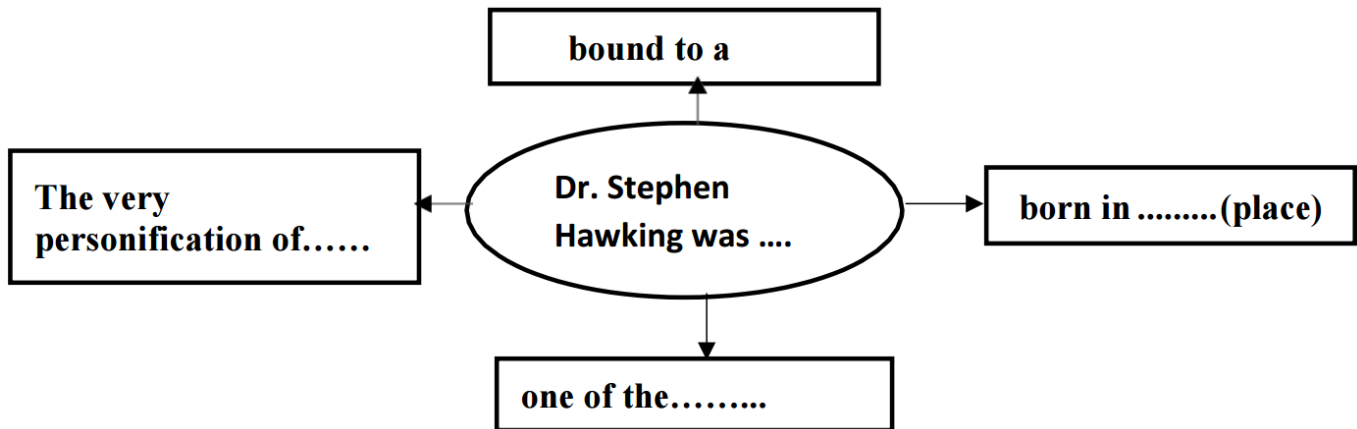 bound to a
The very
personification of……
Dr. Stephen
Hawking was ….
born in .........(place)
one of the……...